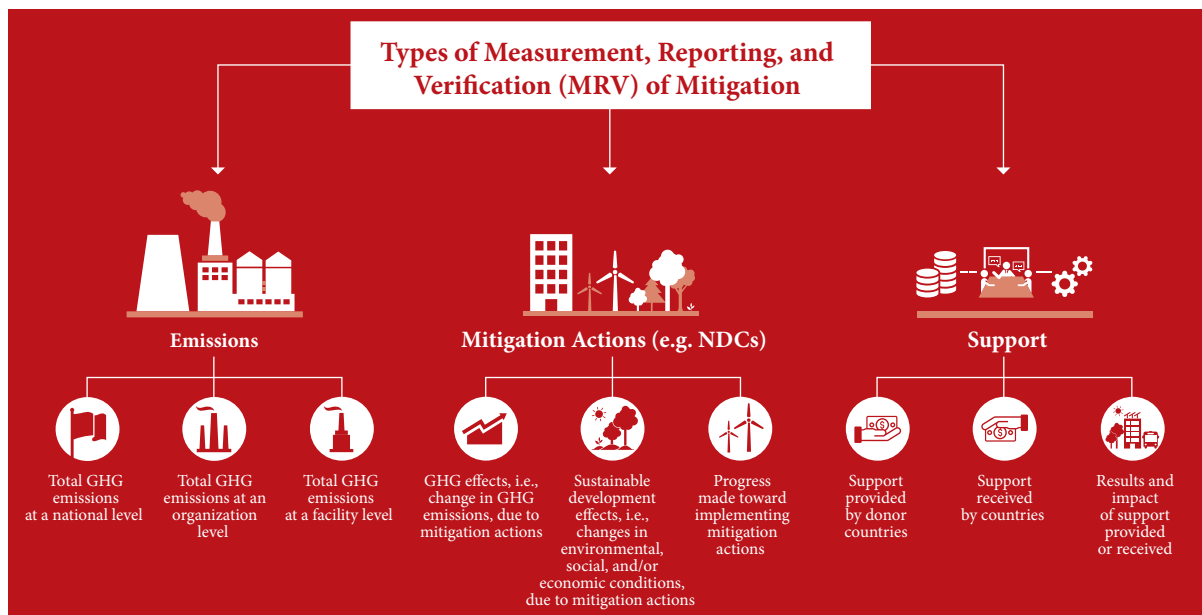 Types of Measurement, Reporting, and
Verification (MRV) of Mitigation
Emissions
Mitigation Actions (e.g. NDCs)
Support
Total GHG
emissions
at a national level
Total GHG
emissions at an
organization
level
Total GHG
emissions
at a facility level
GHG effects, i.e.,
change in GHG
emissions, due to
mitigation actions
Sustainable
development
effects, i.e.,
changes in
environmental,
social, and/or
economic conditions,
due to mitigation actions
Progress
made toward
implementing
mitigation
actions
Support
provided
by donor
countries
Support
received
by countries
Results and
impact
of support
provided
or received